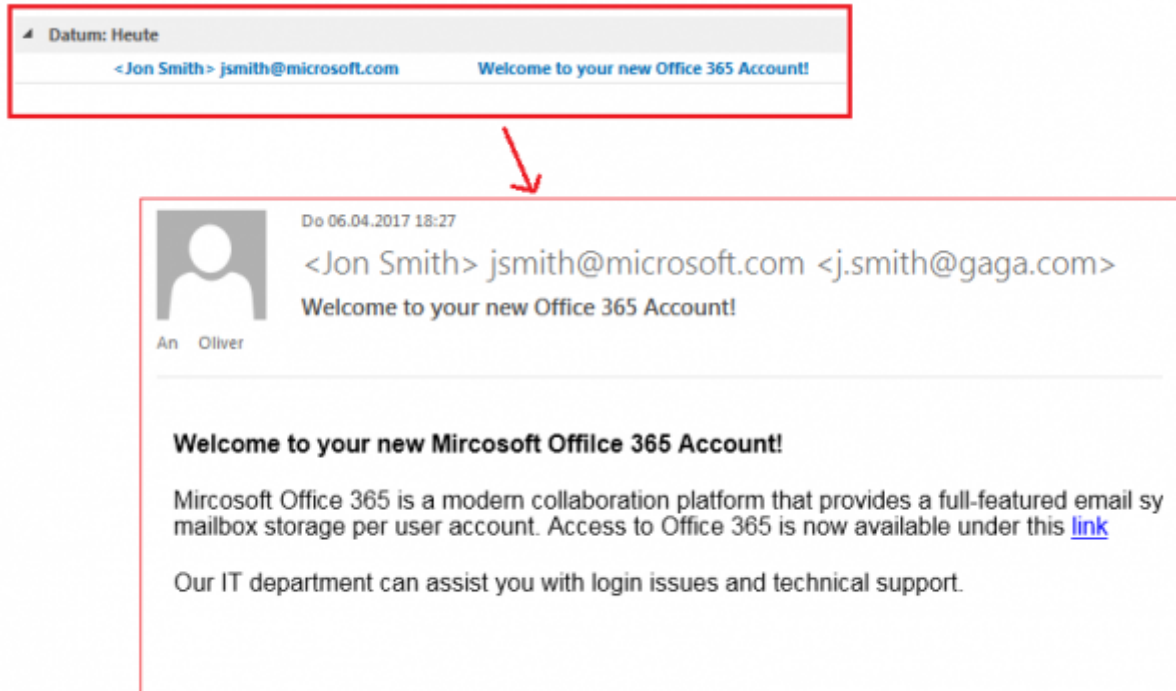 Datum: Heute
<Jon Smith> jsmith@microsoft.com Welcome to your new Office 365 Account!
Do 06.04.2017 18:27
<Jon Smith> jsmith@microsoft.com <j.smith@gaga.com>
Welcome to your new Office 365 Account!
An Oliver
Welcome to your new Mircosoft Offilce 365 Account!
Mircosoft Office 365 is a modern collaboration platform that provides a full-featured email sy
mailbox storage per user account. Access to Office 365 is now available under this link
Our IT department can assist you with login issues and technical support.